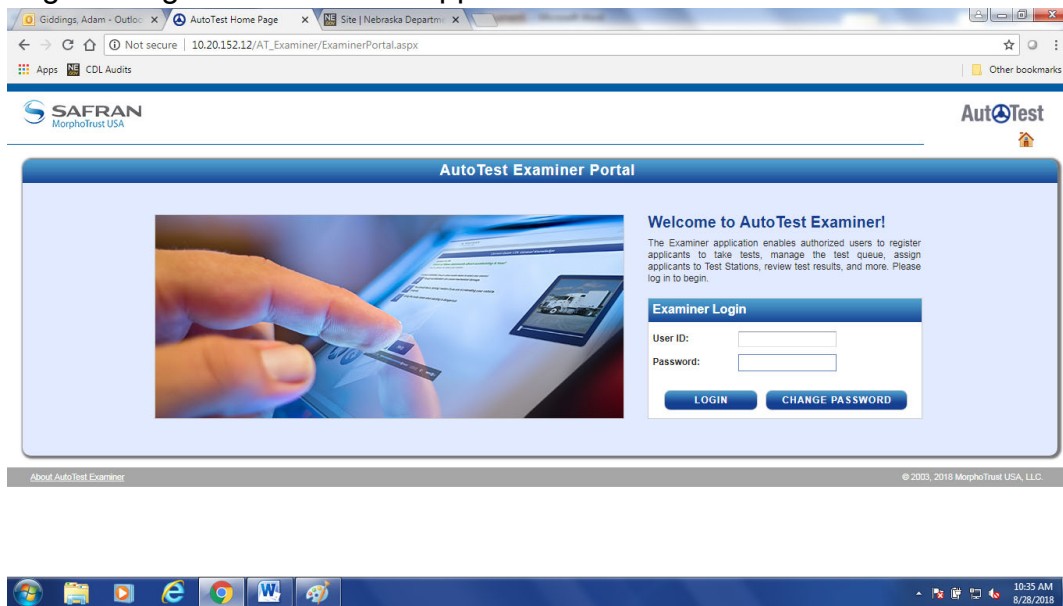 Giddings, Adam - Outloo
AutoTest Home Page
Site | Nebraska Departme
Not secure | 10.20.152.12/AT_Examiner/ExaminerPortal.aspx
Apps
CDL Audits
Other bookmarks
SAFRAN
MorphoTrust USA
AutoTest
AutoTest Examiner Portal
Welcome to AutoTest Examiner!
The Examiner application enables authorized users to register
applicants to take tests, manage the test queue, assign
applicants to Test Stations, review test results, and more. Please
log in to begin.
Examiner Login
User ID:
Password:
LOGIN
CHANGE PASSWORD
About AutoTest Examiner
© 2003, 2018 MorphoTrust USA, LLC.
10:35 AM
8/28/2018